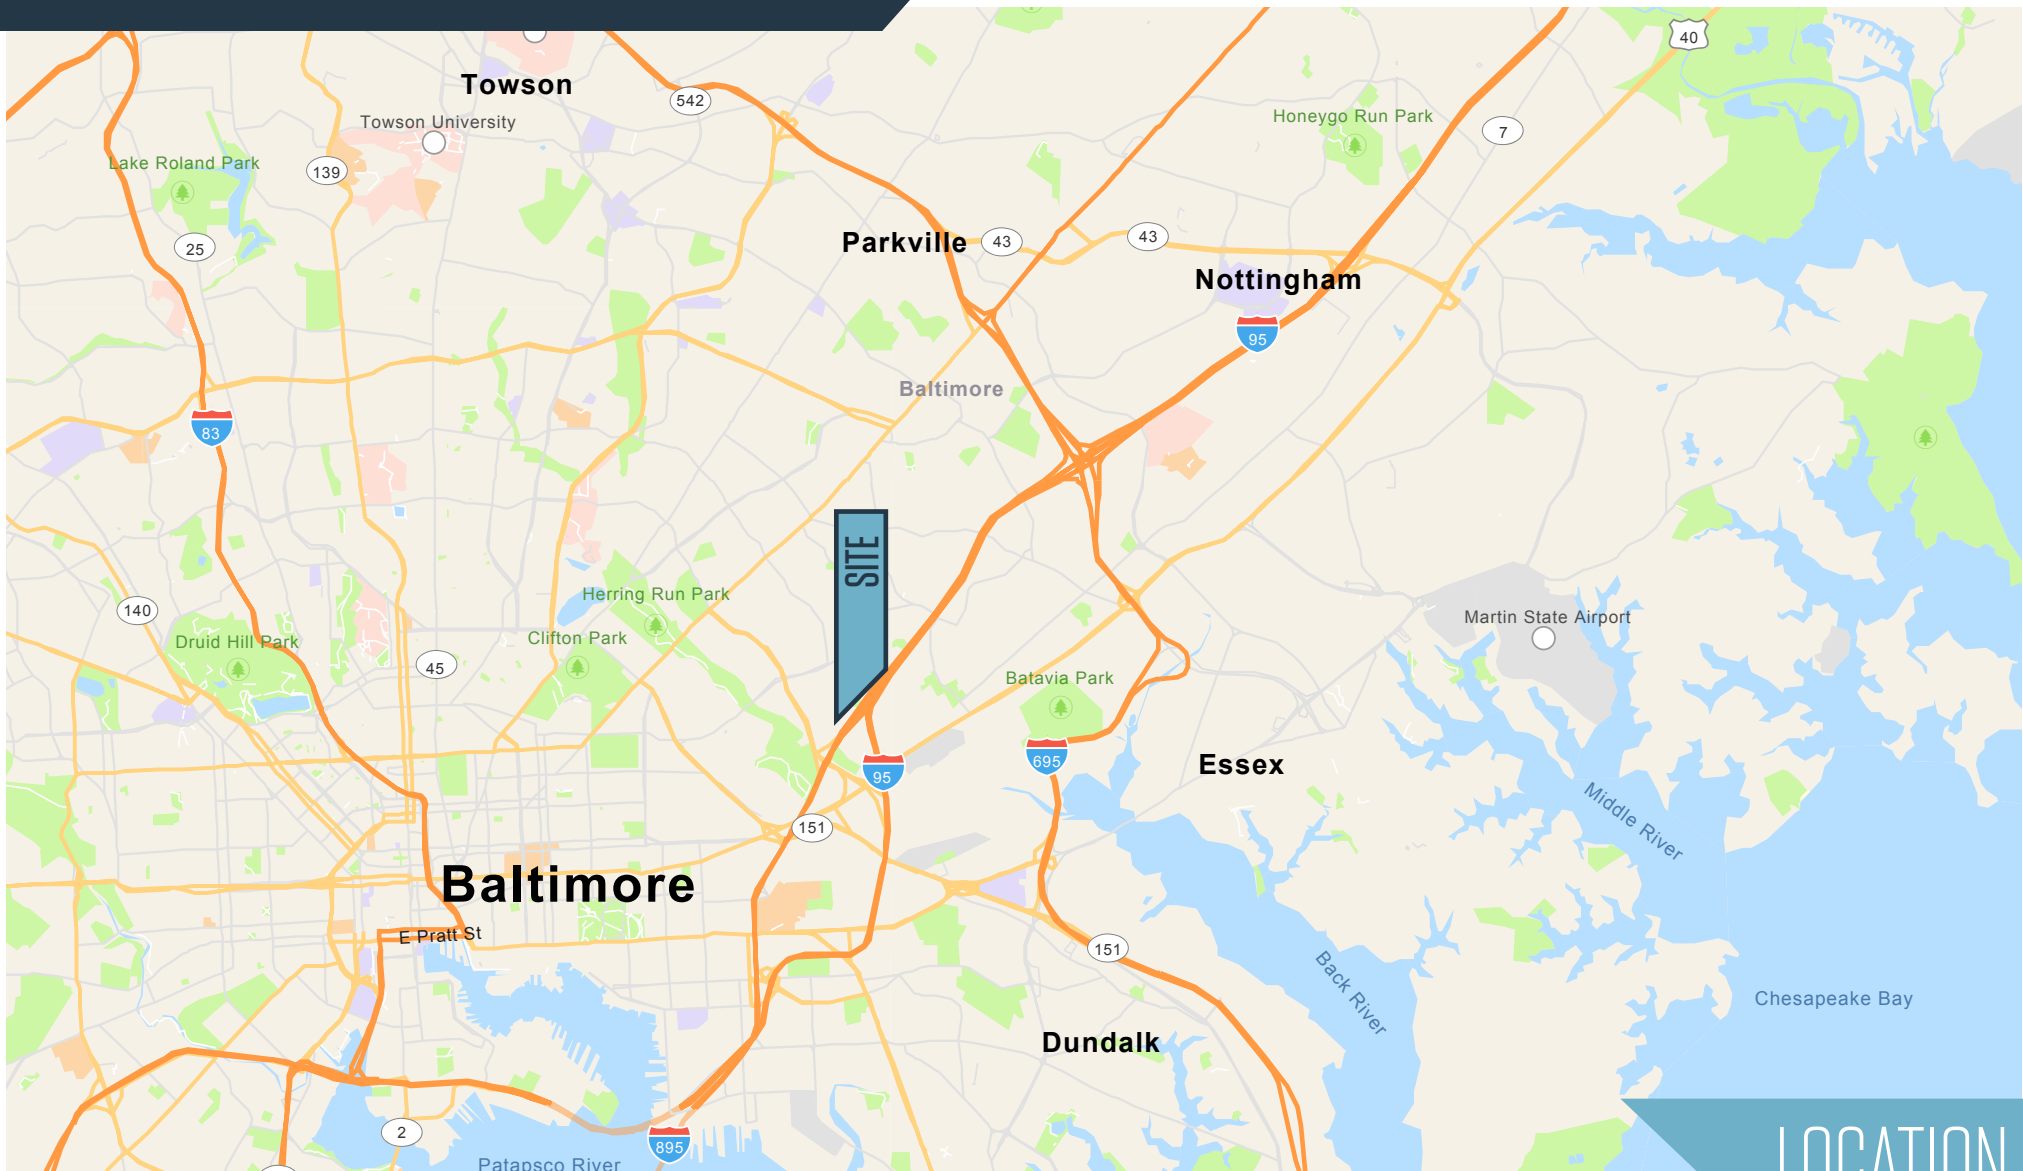 40
Towson
542
Towson University
Honeygo Run Park
7
Lake Roland Park
139
25
Parkville
43
43
Nottingham
95
Baltimore
83
SITE
Herring Run Park
140
Martin State Airport
Druid Hill Park
Clifton Park
45
Batavia Park
695
Essex
95
Middle River
151
Baltimore
E Pratt St
151
Back River
Chesapeake Bay
Dundalk
2
895
Patapsco River
LOCATION